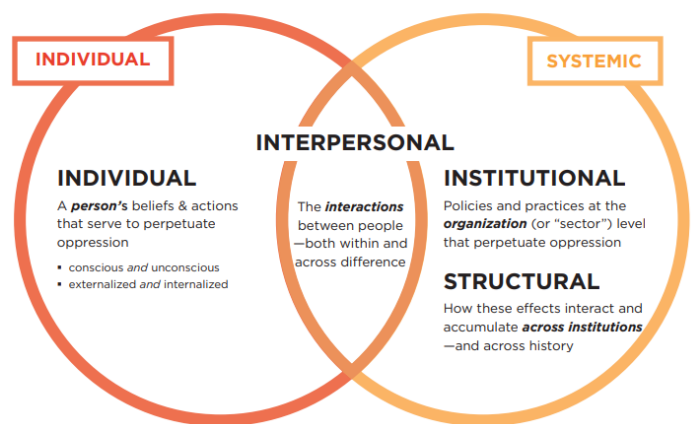 INDIVIDUAL
SYSTEMIC
INTERPERSONAL
INDIVIDUAL
A person's beliefs & actions
that serve to perpetuate
oppression
▪ conscious and unconscious
▪ externalized and internalized
The interactions
between people
—both within and
across difference
INSTITUTIONAL
Policies and practices at the
organization (or “sector”) level
that perpetuate oppression
STRUCTURAL
How these effects interact and
accumulate across institutions
—and across history